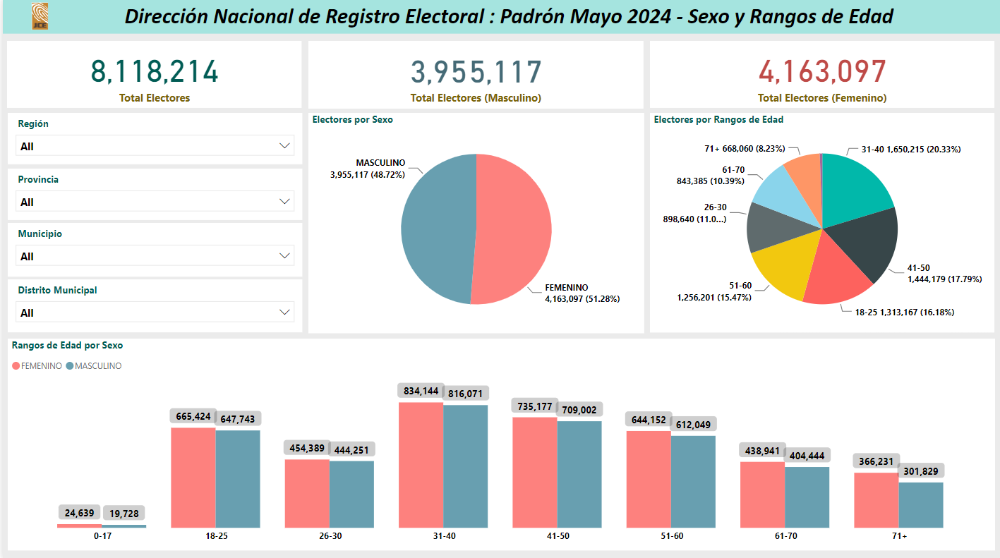 JCE
Dirección Nacional de Registro Electoral : Padrón Mayo 2024 - Sexo y Rangos de Edad
8,118,214
Total Electores
3,955,117
Total Electores (Masculino)
4,163,097
Total Electores (Femenino)
Región
All
Provincia
All
Municipio
All
Distrito Municipal
All
Electores por Sexo
MASCULINO
3,955,117 (48.72%)
FEMENINO
4,163,097 (51.28%)
Electores por Rangos de Edad
71+ 668,060 (8.23%)
31-40 1,650,215 (20.33%)
61-70
843,385 (10.39%)
26-30
898,640 (11.0...)
41-50
1,444,179 (17.79%)
51-60
1,256,201 (15.47%)
18-25 1,313,167 (16.18%)
Rangos de Edad por Sexo
FEMENINO MASCULINO
834,144 816,071
735,177 709,002
665,424 647,743
644,152 612,049
454,389 444,251
438,941 404,444
366,231 301,829
24,639 19,728
0-17 18-25 26-30 31-40 41-50 51-60 61-70 71+